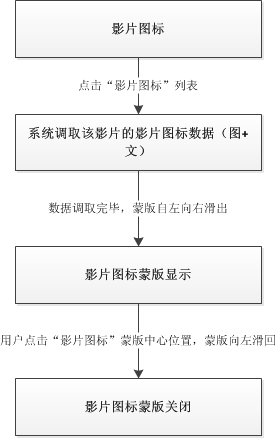 影片图标
点击“影片图标”列表
系统调取该影片的影片图标数据（图+
文）
数据调取完毕，蒙版自左向右滑出
影片图标蒙版显示
用户点击“影片图标”蒙版中心位置，蒙版向左滑回
影片图标蒙版关闭